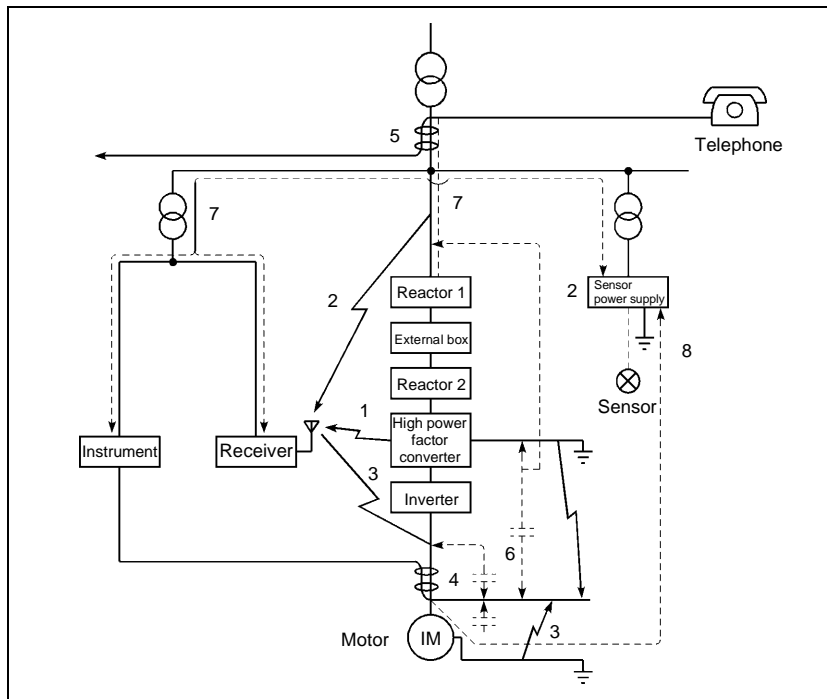 5
Telephone
7
7
Reactor 1
2
Sensor
power supply
2
External box
8
Reactor 2
Sensor
1
High power
factor
converter
Instrument
Receiver
3
Inverter
6
4
Motor
IM
3